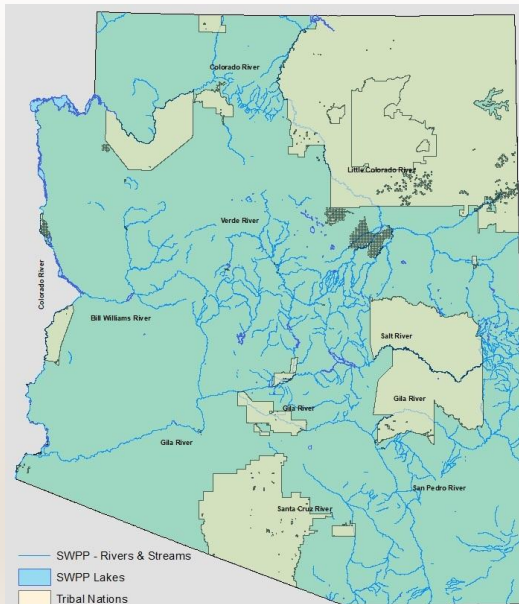 Colorado River
Little Colorado River
Verde River
Colorado River
Bill Williams River
Salt River
Gila River
Gila River
Gila River
San Pedro River
Santa Cruz River
SWPP - Rivers & Streams
SWPP Lakes
Tribal Nations